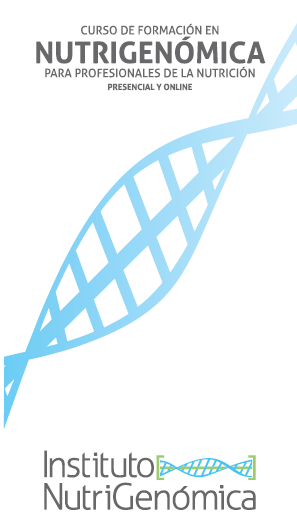 CURSO DE FORMACIÓN EN
NUTRIGENÓMICA
PARA PROFESIONALES DE LA NUTRICIÓN
PRESENCIAL Y ONLINE
Instituto
NutriGenómica